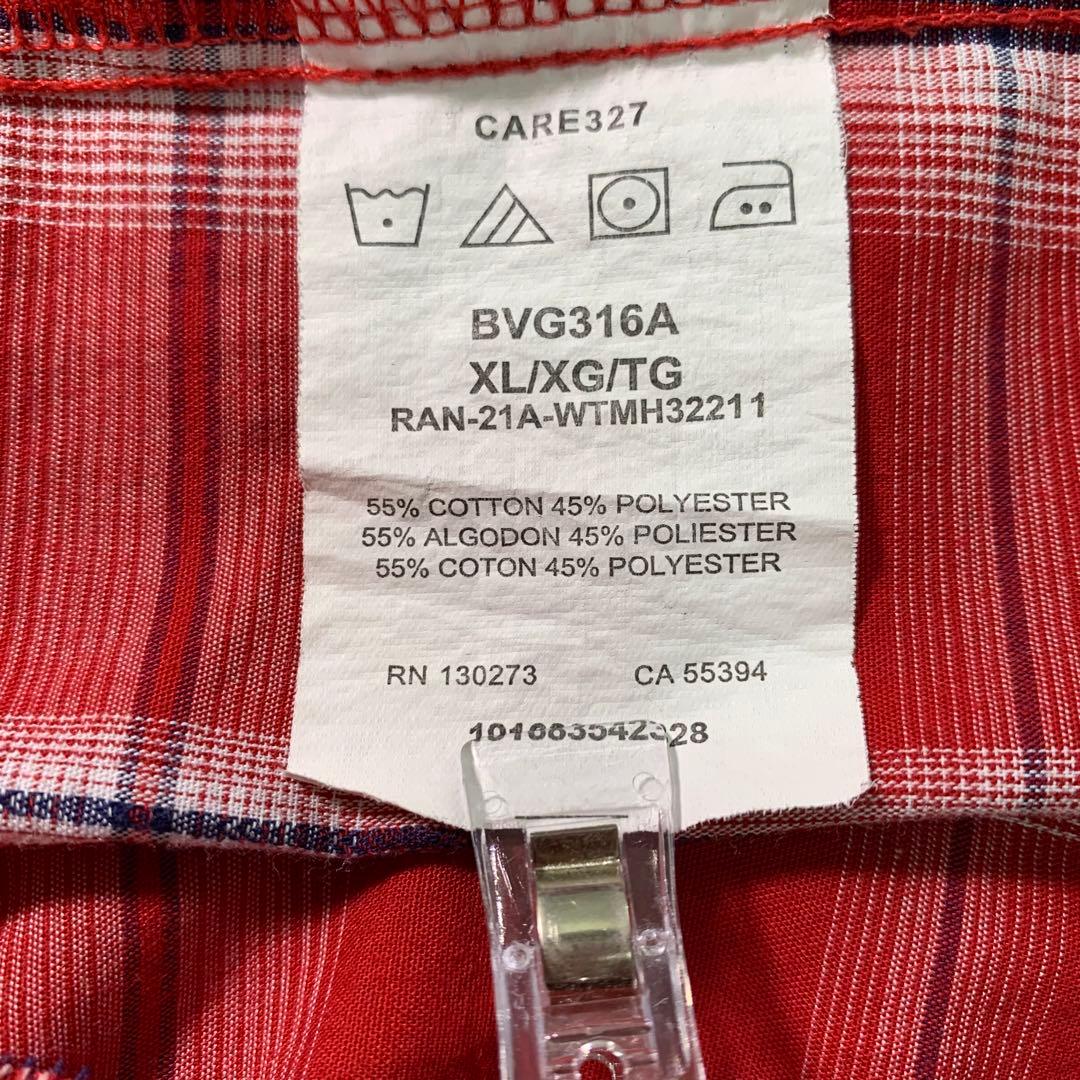 CARE327
BVG316A
XL/XG/TG
RAN-21A-WTMH32211
55% COTTON 45% POLYESTER
55% ALGODON 45% POLIESTER
55% COTON 45% POLYESTER
RN 130273 CA 55394